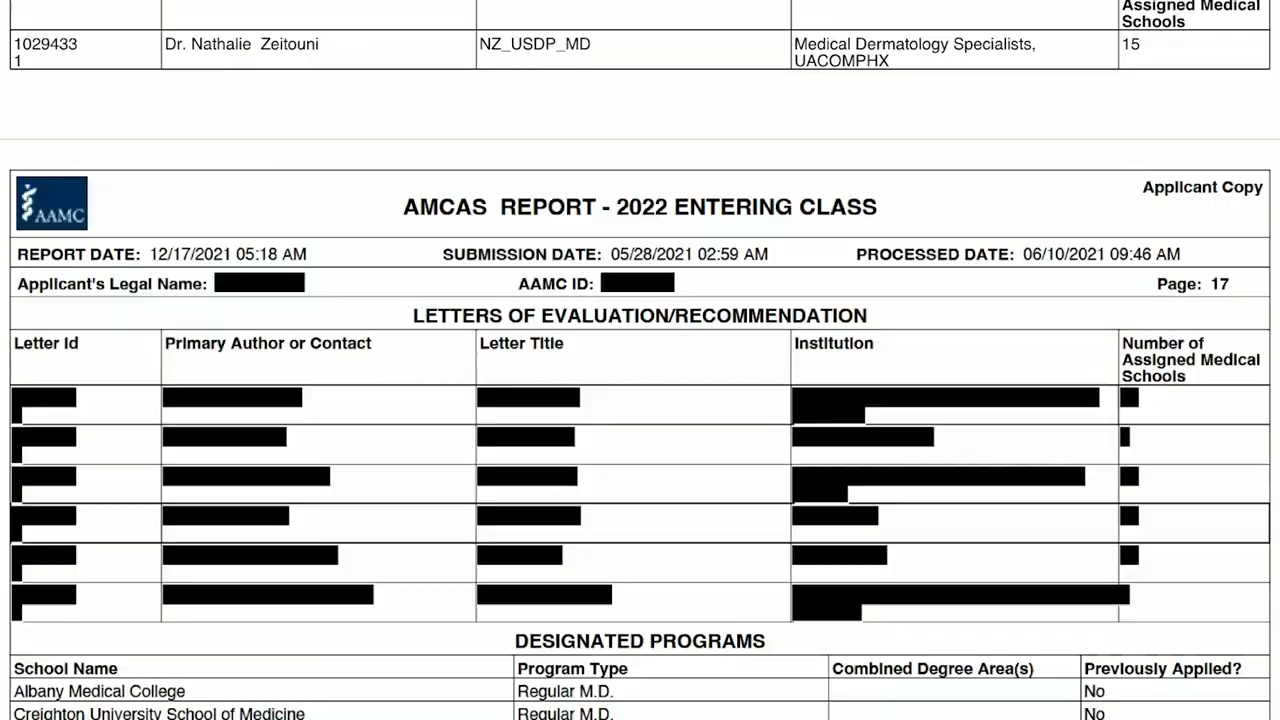 Assigned Medical
Schools
1029433 Dr. Nathalie Zeitouni NZ_USDP_MD Medical Dermatology Specialists, 15
1 UACOMPHX
AAMC
Applicant Copy
AMCAS REPORT - 2022 ENTERING CLASS
REPORT DATE: 12/17/2021 05:18 AM SUBMISSION DATE: 05/28/2021 02:59 AM PROCESSED DATE: 06/10/2021 09:46 AM
Applicant's Legal Name: AAMC ID: Page: 17
LETTERS OF EVALUATION/RECOMMENDATION
Letter Id Primary Author or Contact Letter Title Institution Number of
Assigned Medical
Schools
DESIGNATED PROGRAMS
School Name Program Type Combined Degree Area(s) Previously Applied?
Albany Medical College Regular M.D. No
Creighton University School of Medicine Regular M.D. No